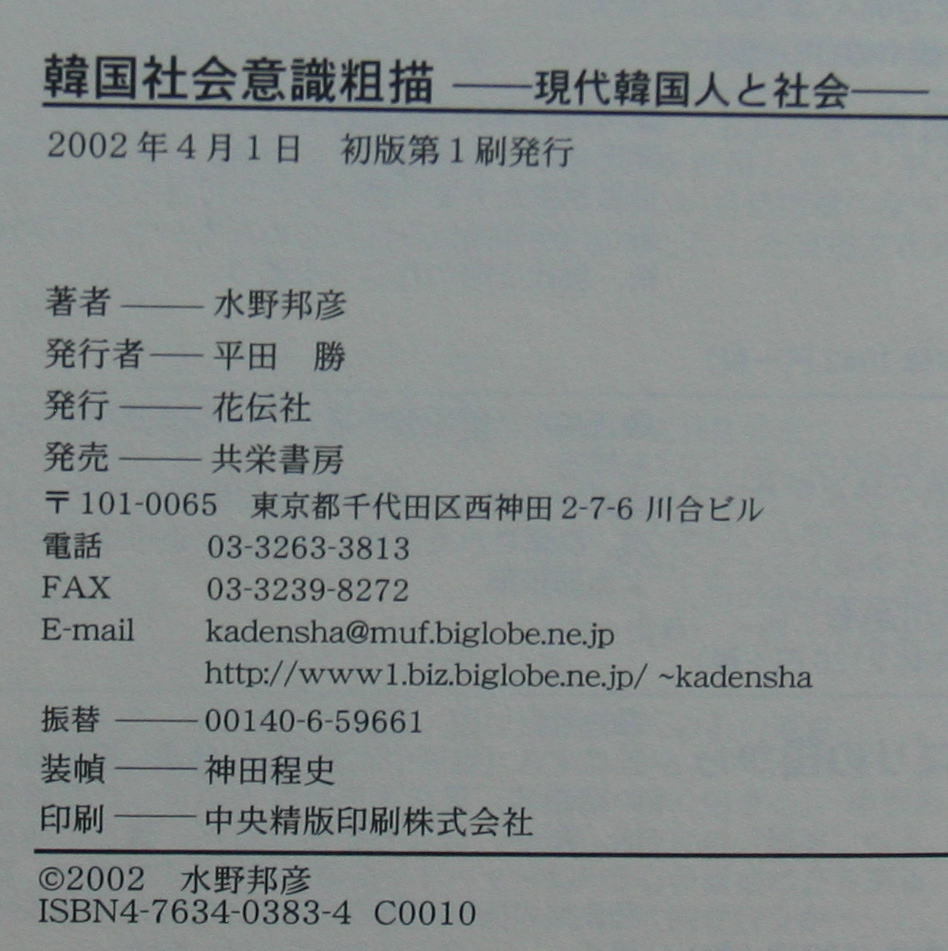 韓国社会意識粗描 ――現代韓国人と社会――
2002年4月1日　初版第1刷発行
著者 ―― 水野邦彦
発行者 ―― 平田　勝
発行 ―― 花伝社
発売 ―― 共栄書房
〒101-0065　東京都千代田区西神田2-7-6 川合ビル
電話　03-3263-3813
FAX　03-3239-8272
E-mail　kadensha@muf.biglobe.ne.jp
http://www1.biz.biglobe.ne.jp/ ~kadensha
振替 ―― 00140-6-59661
装幀 ―― 神田程史
印刷 ―― 中央精版印刷株式会社
©2002　水野邦彦
ISBN4-7634-0383-4 C0010